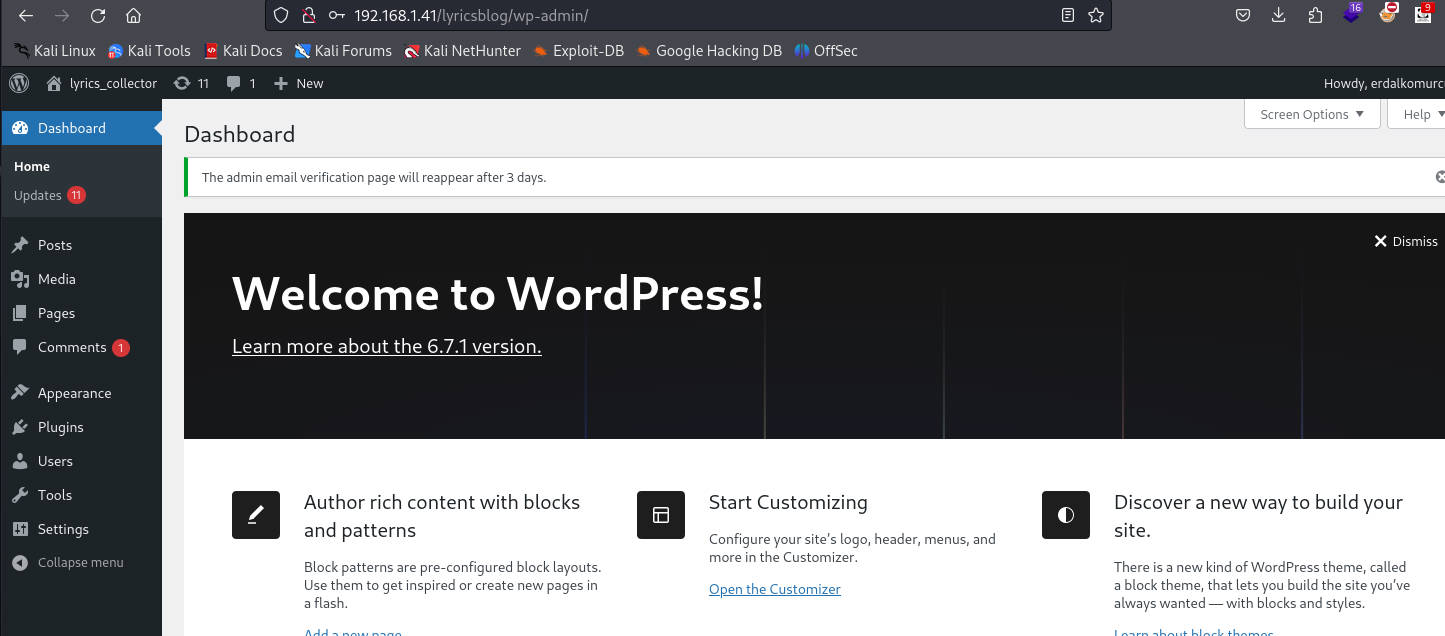 192.168.1.41/lyricsblog/wp-admin/
16
9
Kali Linux Kali Tools Kali Docs Kali Forums Kali NetHunter Exploit-DB Google Hacking DB OffSec
lyrics_collector 11 1 New Howdy, erdalkomurc
Dashboard
Home
Updates 11
Posts
Media
Pages
Comments 1
Appearance
Plugins
Users
Tools
Settings
Collapse menu
Screen Options Help
Dashboard
The admin email verification page will reappear after 3 days.
Dismiss
Welcome to WordPress!
Learn more about the 6.7.1 version.
Author rich content with blocks
and patterns
Block patterns are pre-configured block layouts.
Use them to get inspired or create new pages in
a flash.
Add a new page
Start Customizing
Configure your site's logo, header, menus, and
more in the Customizer.
Open the Customizer
Discover a new way to build your
site.
There is a new kind of WordPress theme, called
a block theme, that lets you build the site you've
always wanted — with blocks and styles.
Learn about block themes